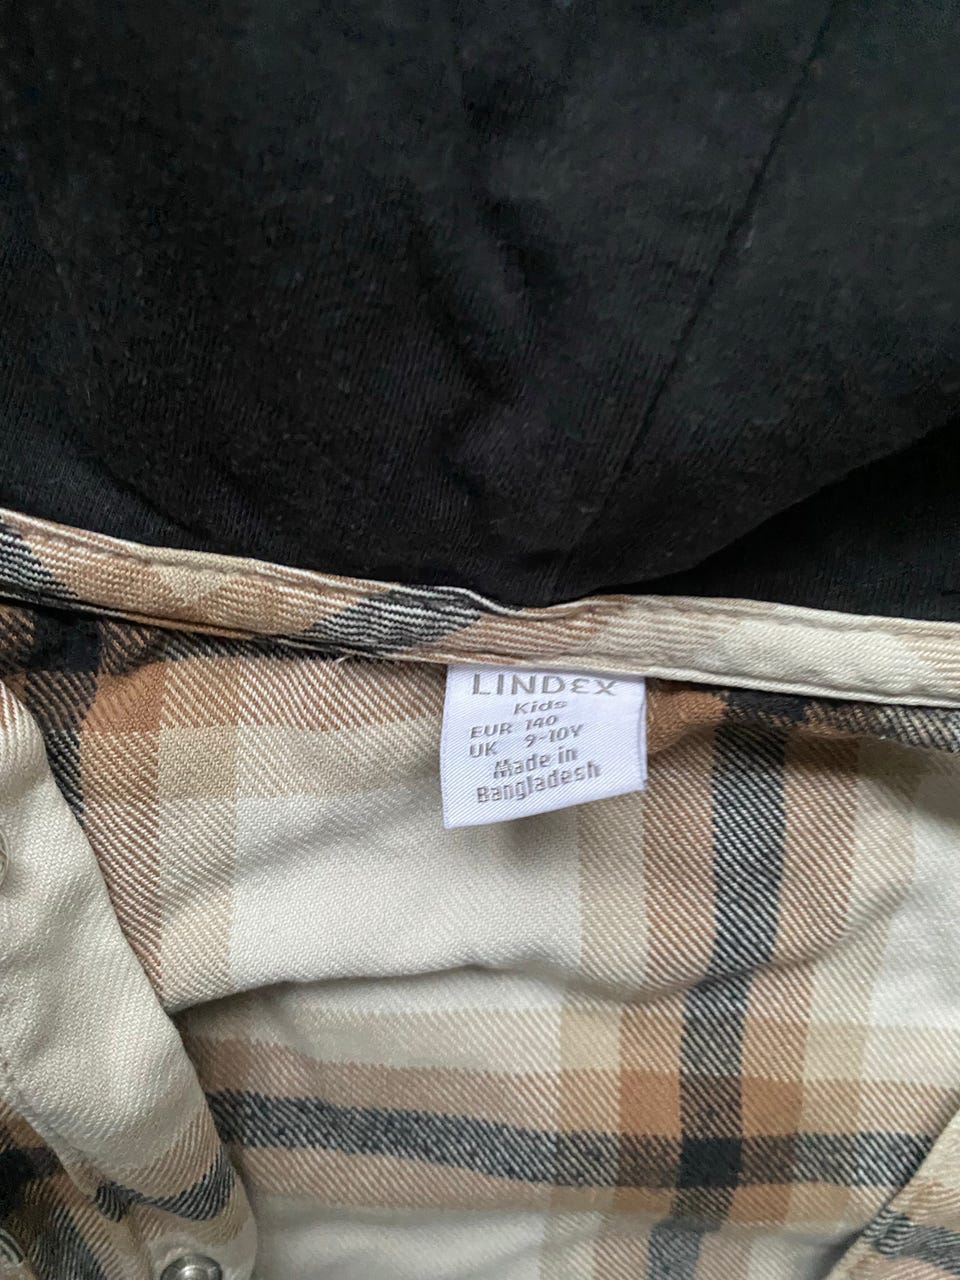 LINDEX
Kids
EUR 140
UK 9-10Y
Made in
Bangladesh